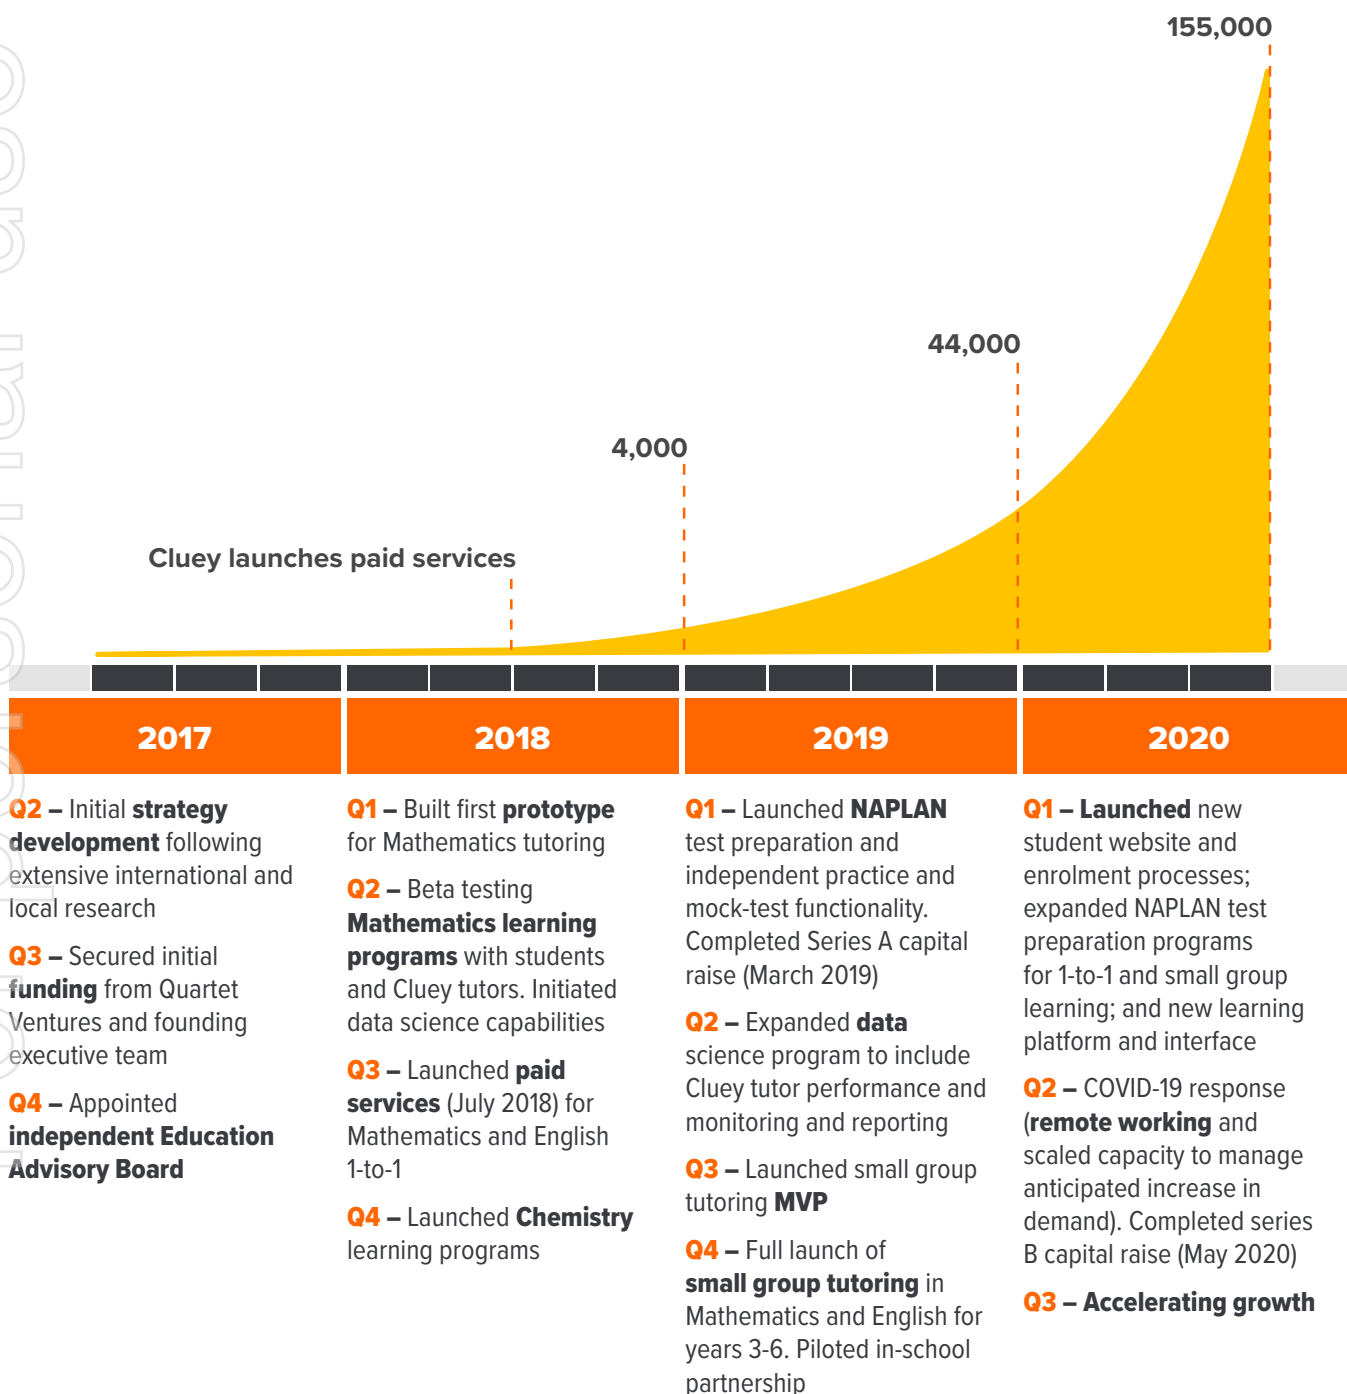 155,000
44,000
4,000
Cluey launches paid services
2017
2018
2019
2020
Q2 – Initial strategy
development following
extensive international and
local research
Q3 – Secured initial
funding from Quartet
Ventures and founding
executive team
Q4 – Appointed
independent Education
Advisory Board
Q1 – Built first prototype
for Mathematics tutoring
Q2 – Beta testing
Mathematics learning
programs with students
and Cluey tutors. Initiated
data science capabilities
Q3 – Launched paid
services (July 2018) for
Mathematics and English
1-to-1
Q4 – Launched Chemistry
learning programs
Q1 – Launched NAPLAN
test preparation and
independent practice and
mock-test functionality.
Completed Series A capital
raise (March 2019)
Q2 – Expanded data
science program to include
Cluey tutor performance and
monitoring and reporting
Q3 – Launched small group
tutoring MVP
Q4 – Full launch of
small group tutoring in
Mathematics and English for
years 3-6. Piloted in-school
partnership
Q1 – Launched new
student website and
enrolment processes;
expanded NAPLAN test
preparation programs
for 1-to-1 and small group
learning; and new learning
platform and interface
Q2 – COVID-19 response
(remote working and
scaled capacity to manage
anticipated increase in
demand). Completed series
B capital raise (May 2020)
Q3 – Accelerating growth